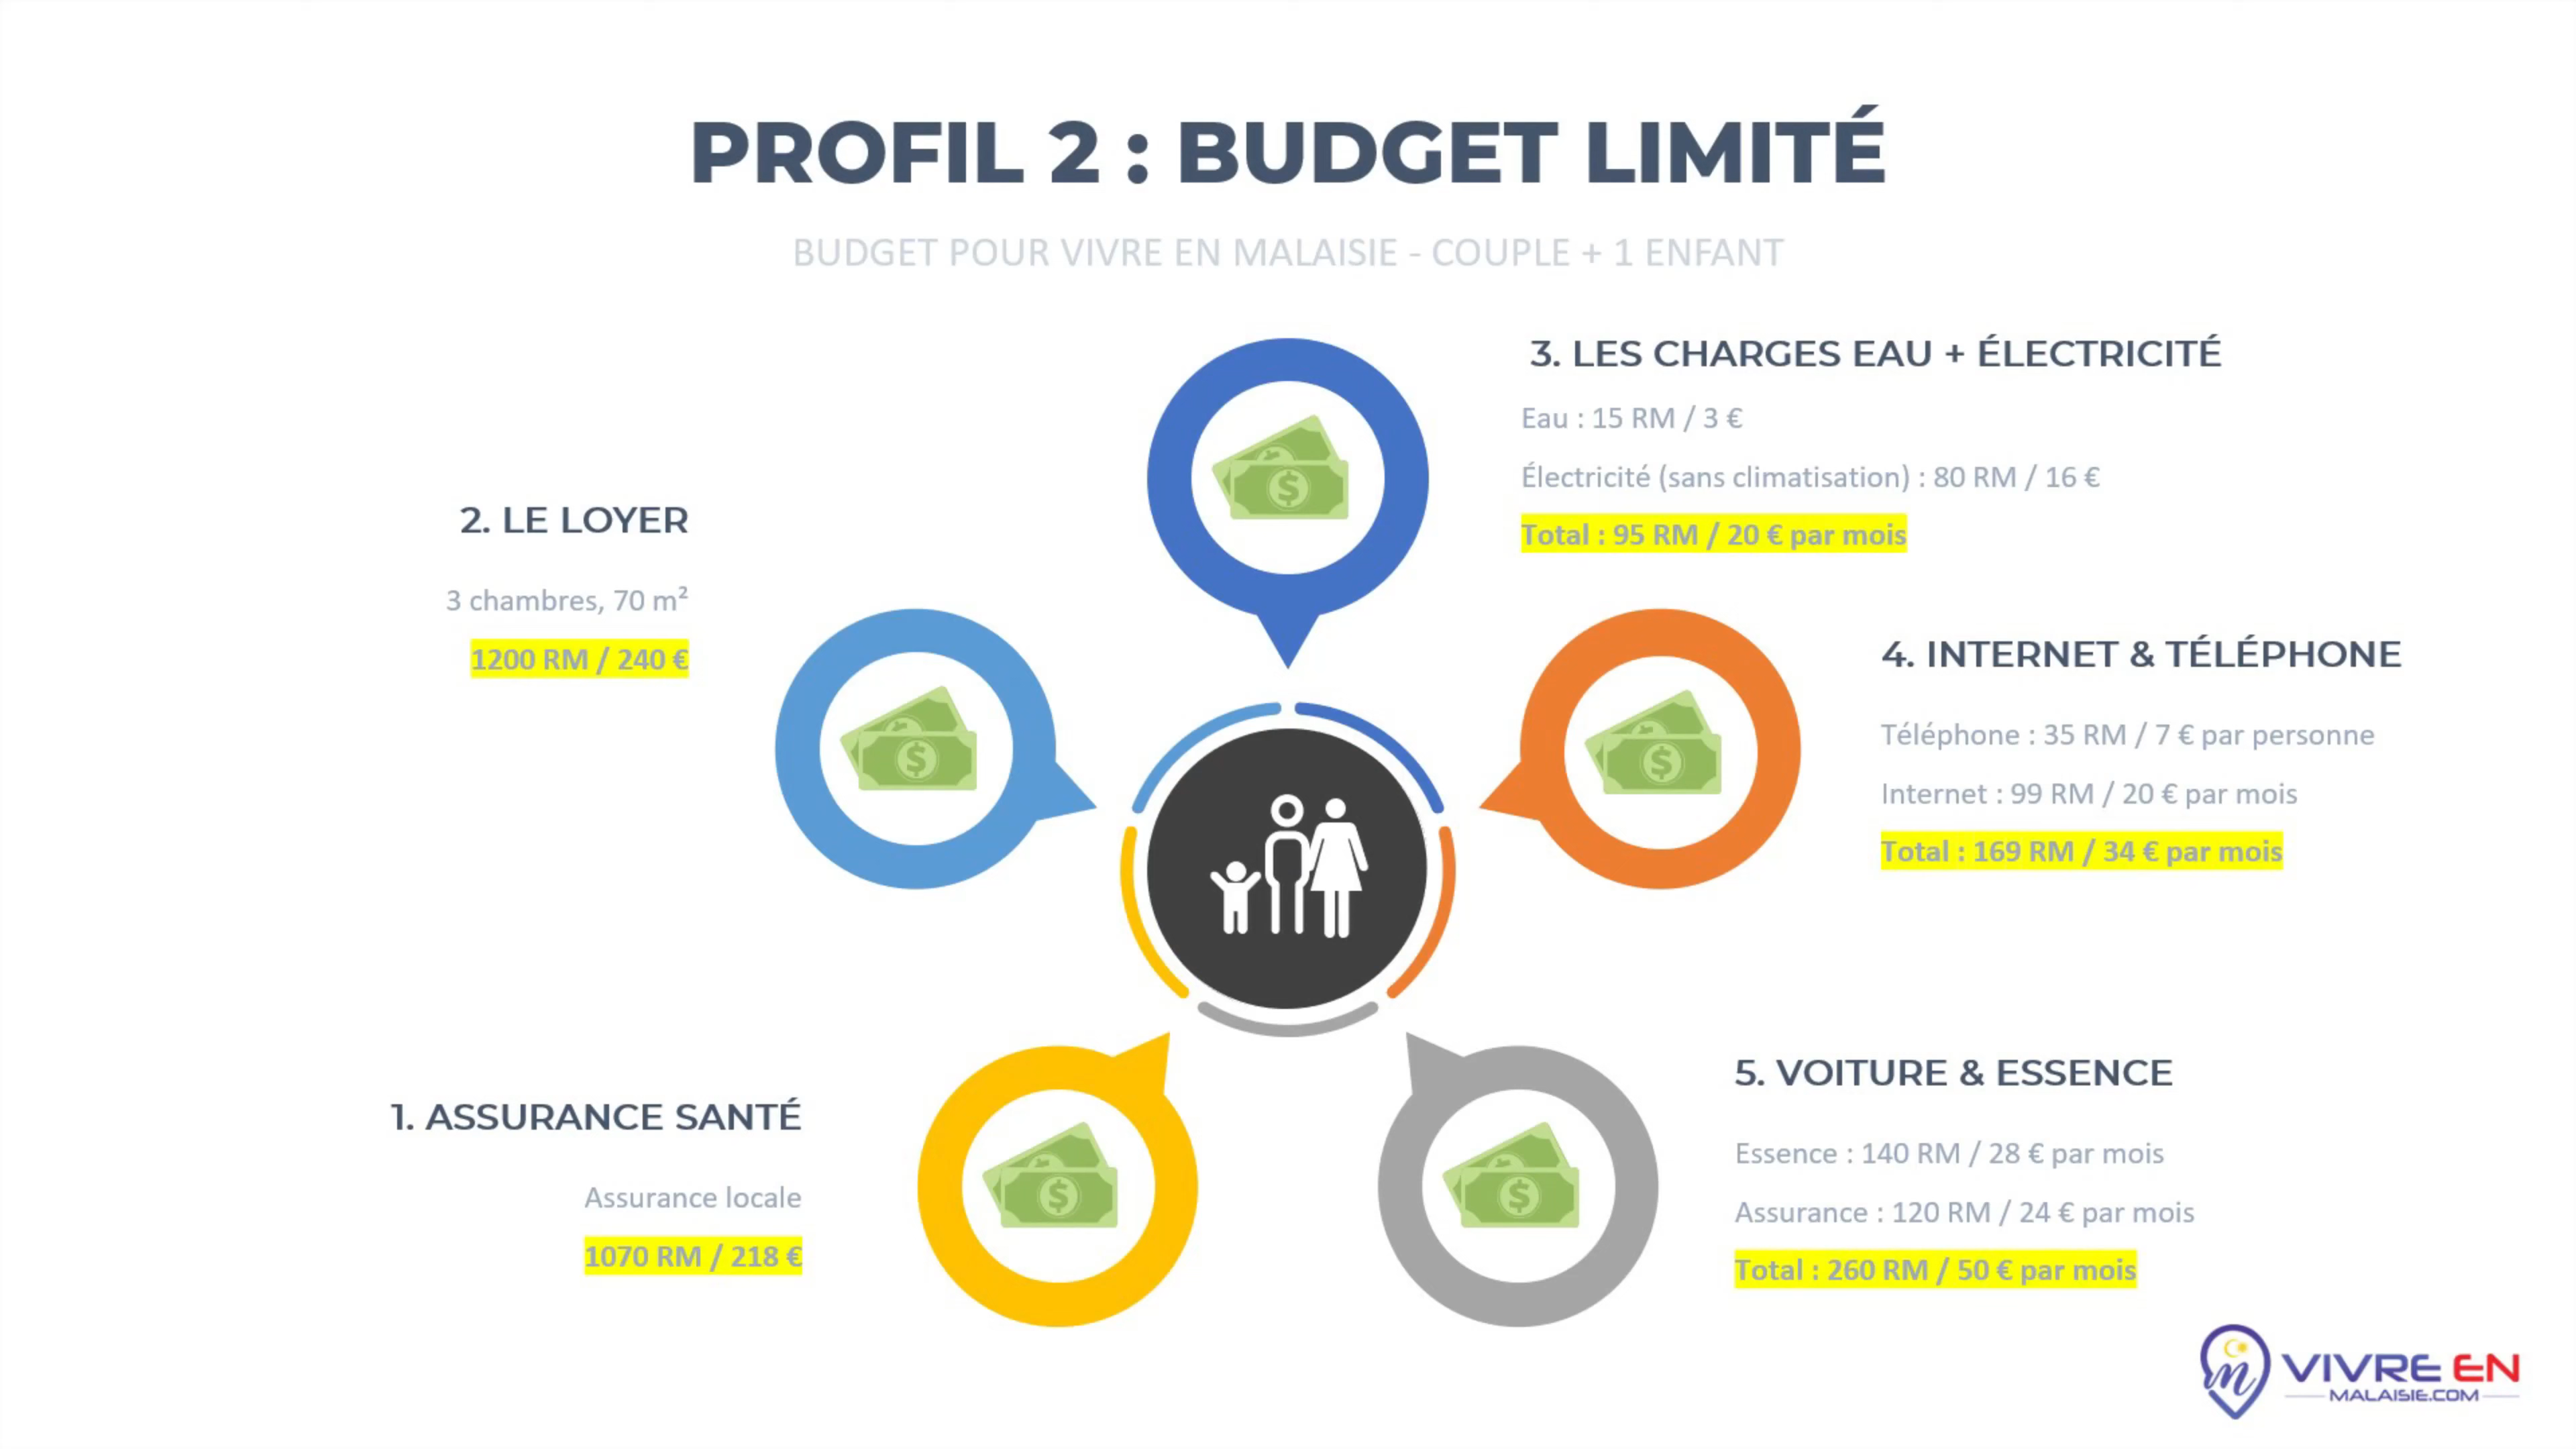 PROFIL 2 : BUDGET LIMITÉ
BUDGET POUR VIVRE EN MALAISIE - COUPLE + 1 ENFANT
1. ASSURANCE SANTÉ
Assurance locale
1070 RM / 218 €
2. LE LOYER
3 chambres, 70 m²
1200 RM / 240 €
3. LES CHARGES EAU + ÉLECTRICITÉ
Eau : 15 RM / 3 €
Électricité (sans climatisation) : 80 RM / 16 €
Total : 95 RM / 20 € par mois
4. INTERNET & TÉLÉPHONE
Téléphone : 35 RM / 7 € par personne
Internet : 99 RM / 20 € par mois
Total : 169 RM / 34 € par mois
5. VOITURE & ESSENCE
Essence : 140 RM / 28 € par mois
Assurance : 120 RM / 24 € par mois
Total : 260 RM / 50 € par mois
VIVRE EN
MALAISIE.COM